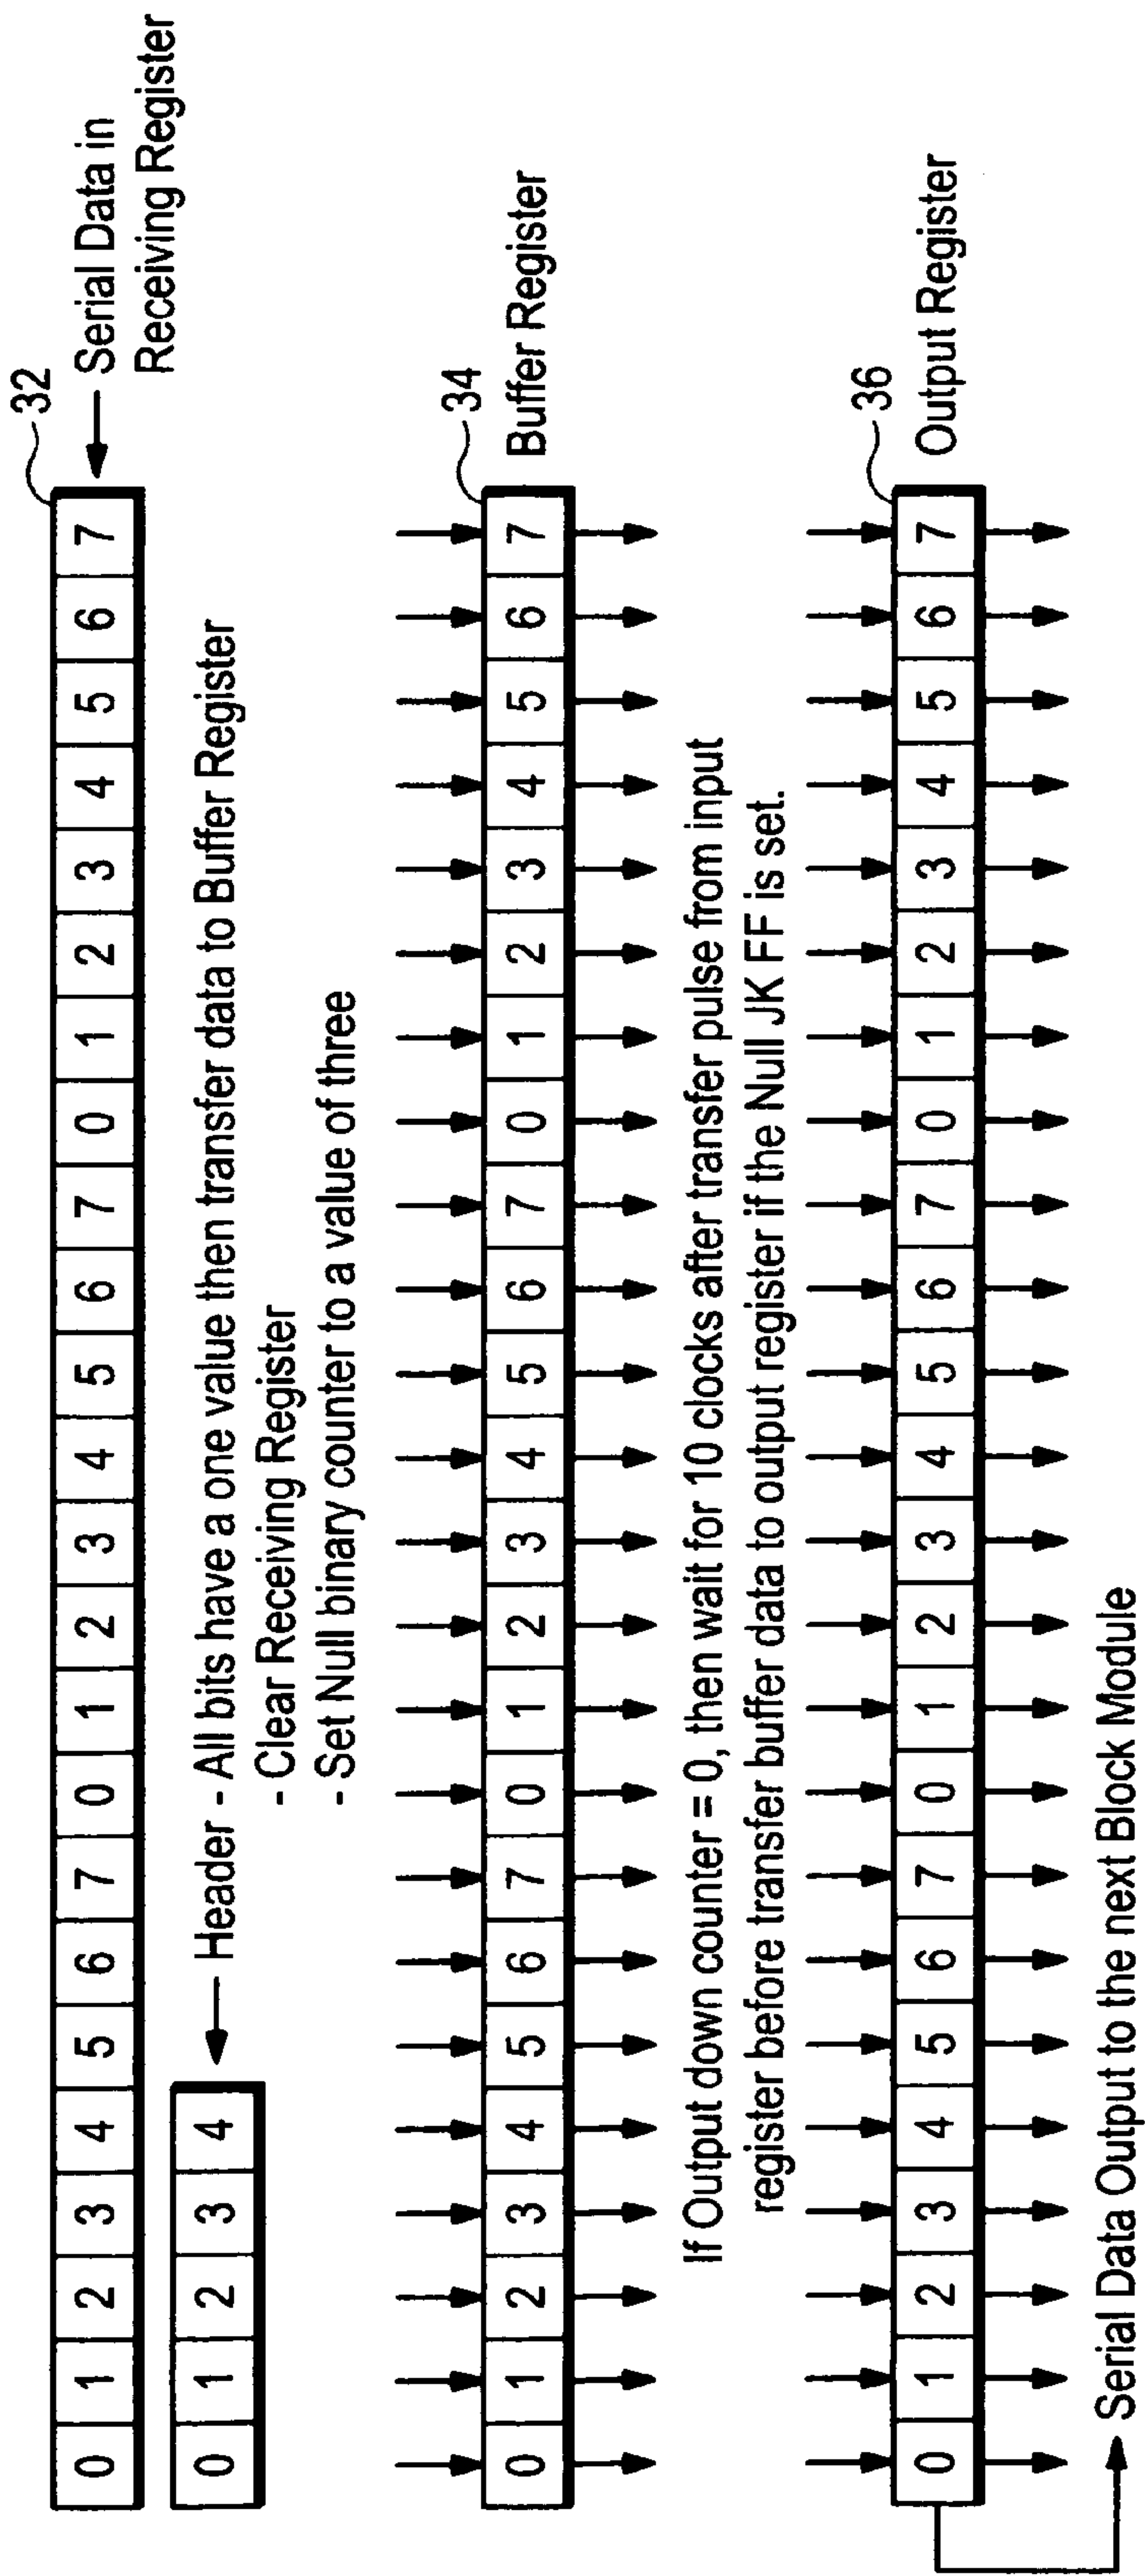 32
0 1 2 3 4 5 6 7 0 1 2 3 4 5 6 7 0 1 2 3 4 5 6 7
Serial Data in
Receiving Register
0 1 2 3 4
Header - All bits have a one value then transfer data to Buffer Register
- Clear Receiving Register
- Set Null binary counter to a value of three
34
0 1 2 3 4 5 6 7 0 1 2 3 4 5 6 7 0 1 2 3 4 5 6 7
Buffer Register
If Output down counter = 0, then wait for 10 clocks after transfer pulse from input
register before transfer buffer data to output register if the Null JK FF is set.
36
0 1 2 3 4 5 6 7 0 1 2 3 4 5 6 7 0 1 2 3 4 5 6 7
Output Register
Serial Data Output to the next Block Module